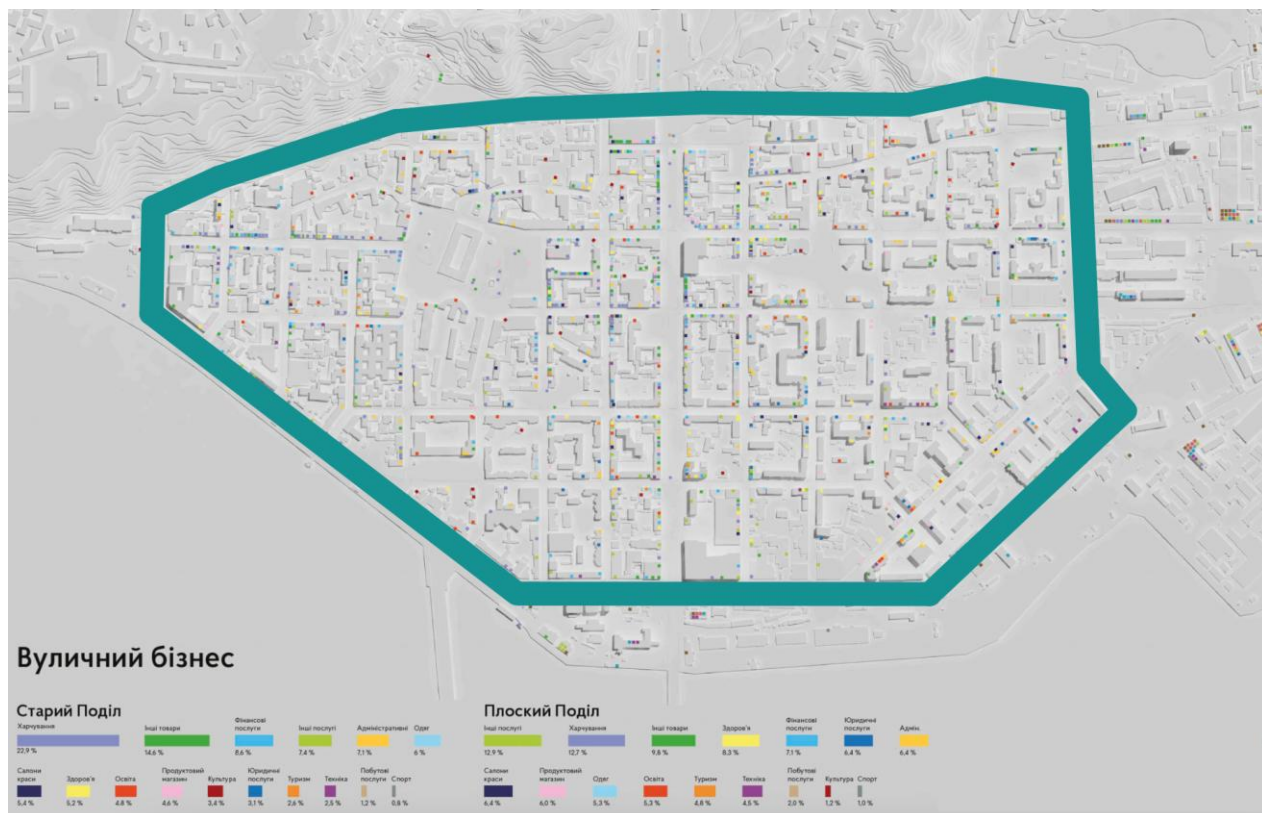 Вуличний бізнес
Старий Поділ
Харчування
22,9 %
Інші товари
14,6 %
Фінансові
послуги
8,6 %
Інші послугі
7,4 %
Адміністративні
7,1 %
Одяг
6 %
Салони
краси
5,4 %
Здоров'я
5,2 %
Освіта
4,8 %
Продуктовий
магазин
4,6 %
Культура
3,4 %
Юридичні
послуги
3,1 %
Туризм
2,6 %
Техніка
2,5 %
Побутові
послуги
1,2 %
Спорт
0,8 %
Плоский Поділ
Інші послугі
12,9 %
Харчування
12,7 %
Інші товари
9,8 %
Здоров'я
8,3 %
Фінансові
послуги
7,1 %
Юридичні
послуги
6,4 %
Адмін.
6,4 %
Салони
краси
6,4 %
Продуктовий
магазин
6,0 %
Одяг
5,3 %
Освіта
5,3 %
Туризм
4,8 %
Техніка
4,5 %
Побутові
послуги
2,0 %
Культура
1,2 %
Спорт
1,0 %